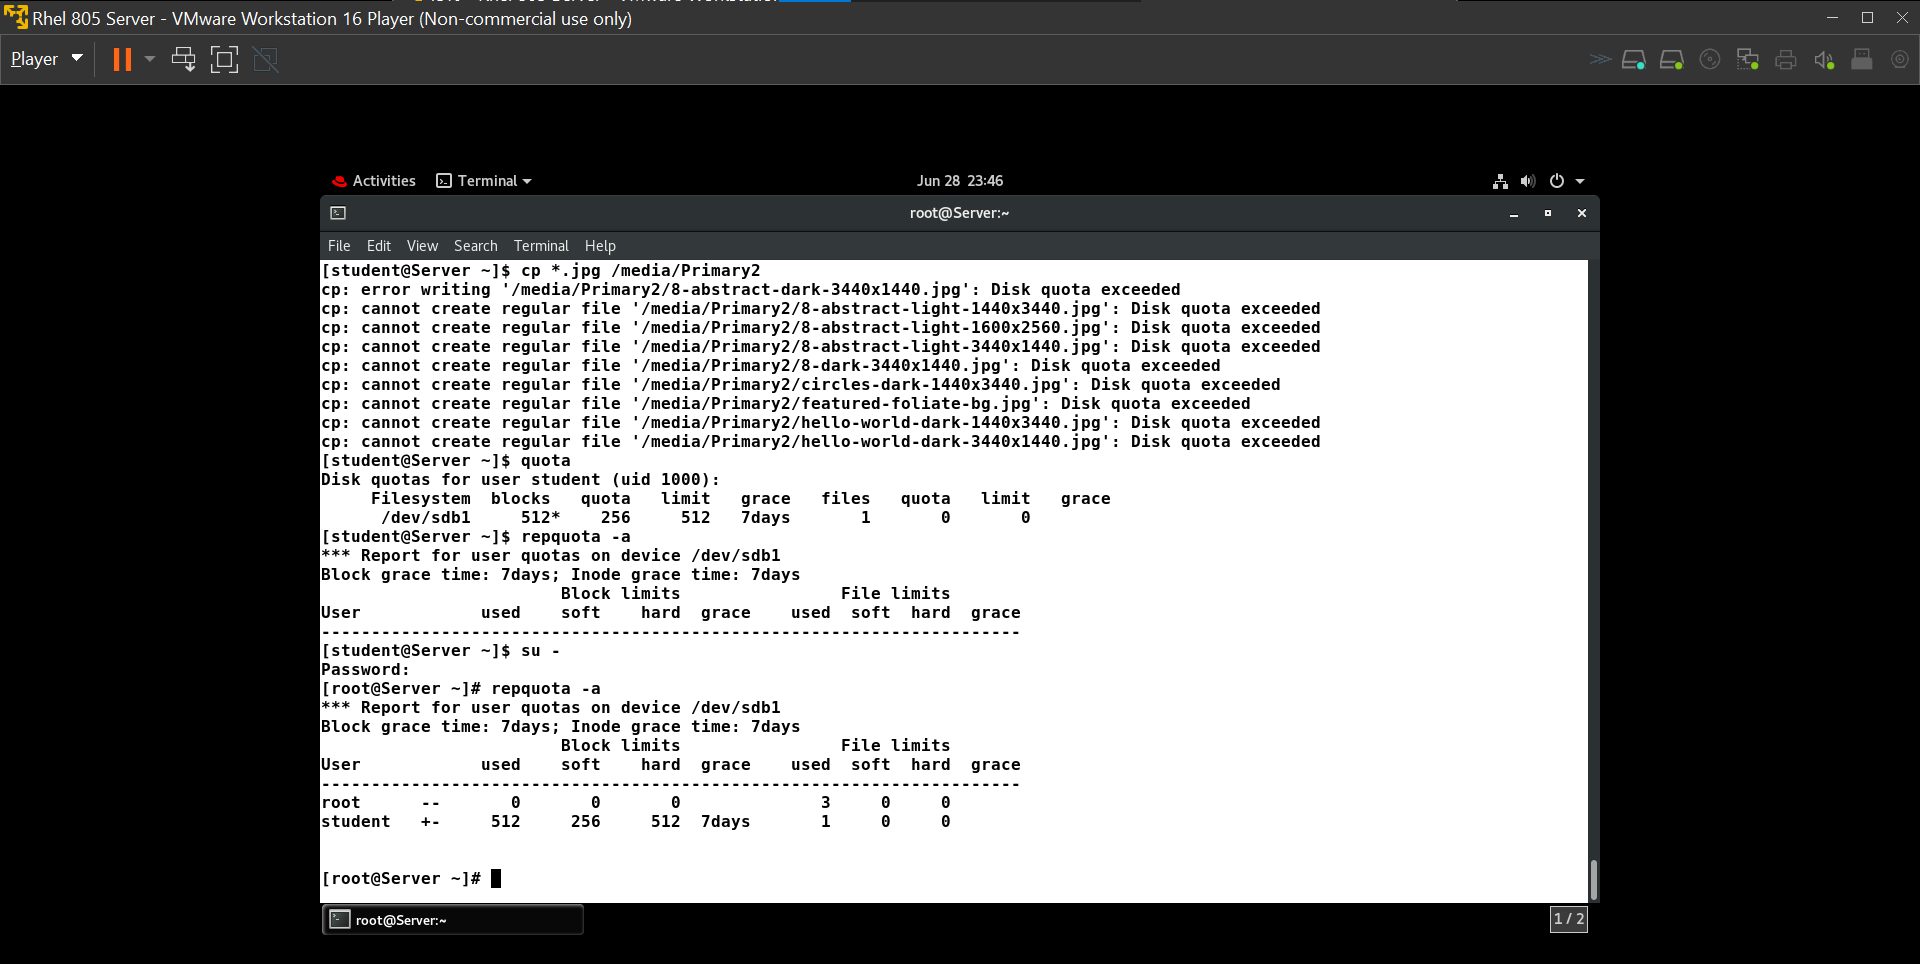 Rhel 805 Server - VMware Workstation 16 Player (Non-commercial use only)
Player
Activities Terminal Jun 28 23:46
root@Server:~
File Edit View Search Terminal Help
[student@Server ~]$ cp *.jpg /media/Primary2
cp: error writing '/media/Primary2/8-abstract-dark-3440x1440.jpg': Disk quota exceeded
cp: cannot create regular file '/media/Primary2/8-abstract-light-1440x3440.jpg': Disk quota exceeded
cp: cannot create regular file '/media/Primary2/8-abstract-light-1600x2560.jpg': Disk quota exceeded
cp: cannot create regular file '/media/Primary2/8-abstract-light-3440x1440.jpg': Disk quota exceeded
cp: cannot create regular file '/media/Primary2/8-dark-3440x1440.jpg': Disk quota exceeded
cp: cannot create regular file '/media/Primary2/circles-dark-1440x3440.jpg': Disk quota exceeded
cp: cannot create regular file '/media/Primary2/featured-foliate-bg.jpg': Disk quota exceeded
cp: cannot create regular file '/media/Primary2/hello-world-dark-1440x3440.jpg': Disk quota exceeded
cp: cannot create regular file '/media/Primary2/hello-world-dark-3440x1440.jpg': Disk quota exceeded
[student@Server ~]$ quota
Disk quotas for user student (uid 1000):
     Filesystem  blocks   quota   limit   grace   files   quota   limit   grace
      /dev/sdb1     512*    256     512   7days       1       0       0
[student@Server ~]$ repquota -a
*** Report for user quotas on device /dev/sdb1
Block grace time: 7days; Inode grace time: 7days
                        Block limits                File limits
User            used    soft    hard  grace    used  soft  hard  grace
----------------------------------------------------------------------
[student@Server ~]$ su -
Password:
[root@Server ~]# repquota -a
*** Report for user quotas on device /dev/sdb1
Block grace time: 7days; Inode grace time: 7days
                        Block limits                File limits
User            used    soft    hard  grace    used  soft  hard  grace
----------------------------------------------------------------------
root      --       0       0       0              3     0     0
student   +-     512     256     512  7days       1     0     0
[root@Server ~]#
root@Server:~ 1 / 2